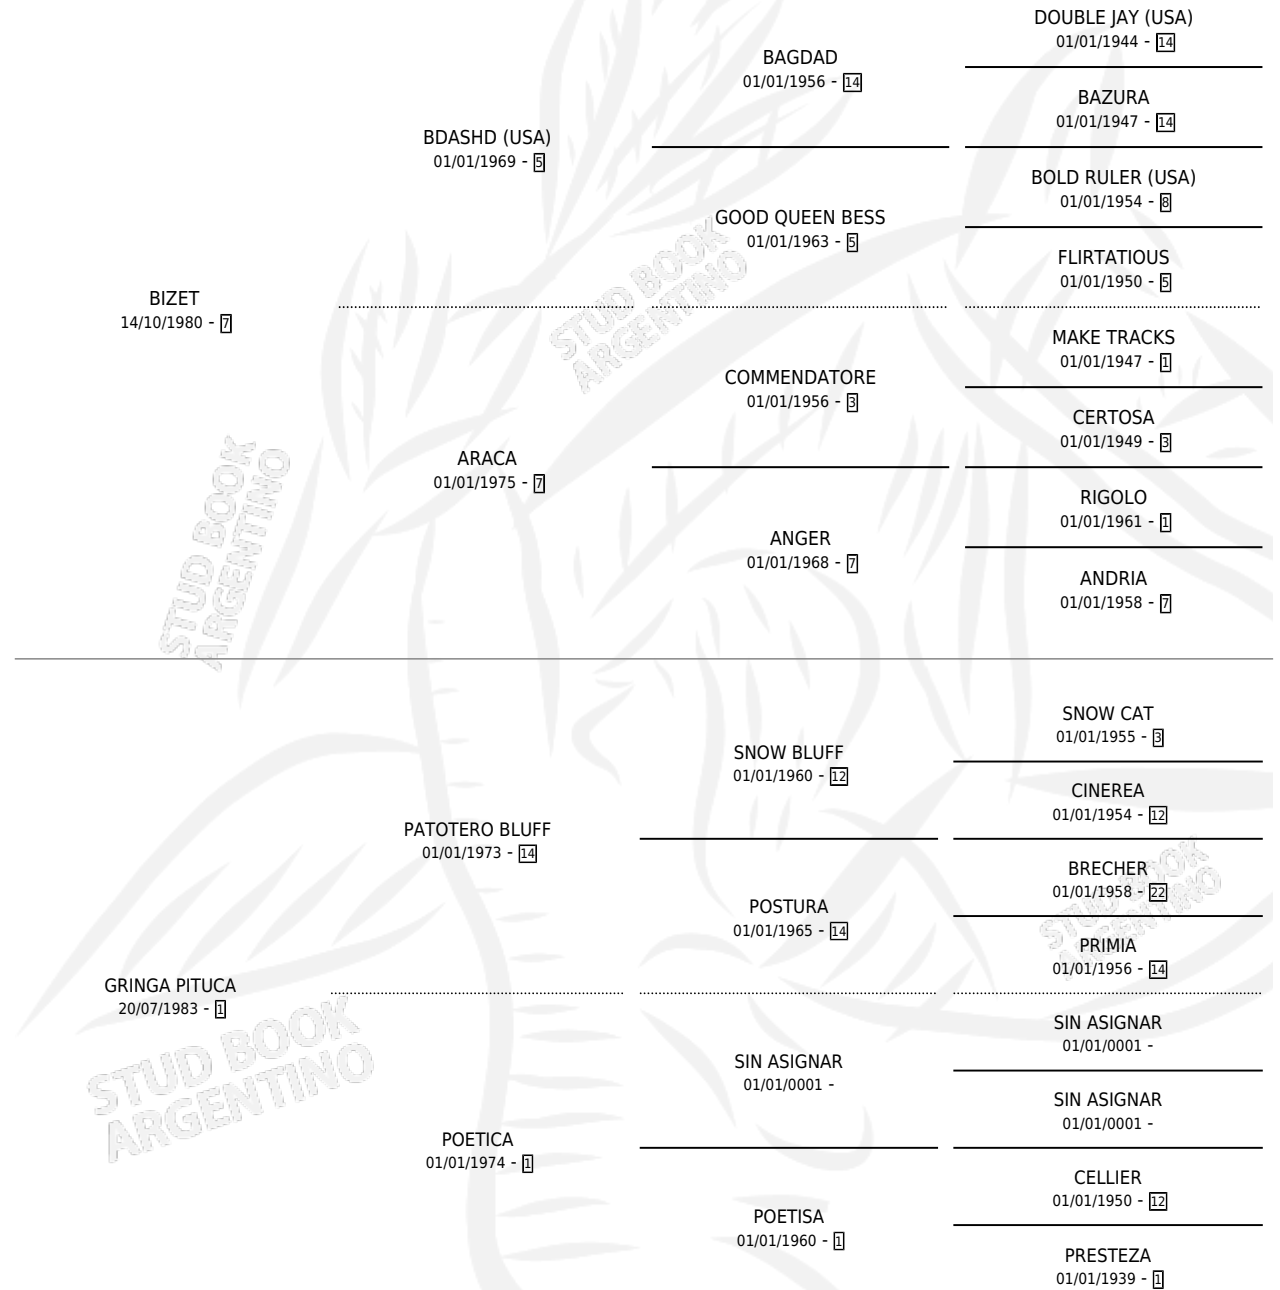 DOUBLE JAY (USA)
01/01/1944 - 14
BAGDAD
01/01/1956 - 14
BAZURA
01/01/1947 - 14
BDASHD (USA)
01/01/1969 - 5
BOLD RULER (USA)
01/01/1954 - 8
GOOD QUEEN BESS
01/01/1963 - 5
FLIRTATIOUS
01/01/1950 - 5
BIZET
14/10/1980 - 7
MAKE TRACKS
01/01/1947 - 1
COMMENDATORE
01/01/1956 - 3
CERTOSA
01/01/1949 - 3
ARACA
01/01/1975 - 7
RIGOLO
01/01/1961 - 1
ANGER
01/01/1968 - 7
ANDRIA
01/01/1958 - 7
SNOW CAT
01/01/1955 - 3
SNOW BLUFF
01/01/1960 - 12
CINEREA
01/01/1954 - 12
PATOTERO BLUFF
01/01/1973 - 14
BRECHER
01/01/1958 - 22
POSTURA
01/01/1965 - 14
PRIMIA
01/01/1956 - 14
GRINGA PITUCA
20/07/1983 - 1
SIN ASIGNAR
01/01/0001 -
SIN ASIGNAR
01/01/0001 -
SIN ASIGNAR
01/01/0001 -
POETICA
01/01/1974 - 1
CELLIER
01/01/1950 - 12
POETISA
01/01/1960 - 1
PRESTEZA
01/01/1939 - 1
STUD BOOK
ARGENTINO
STUD BOOK
ARGENTINO
STUD BOOK
ARGENTINO
STUD BOOK
ARGENTINO